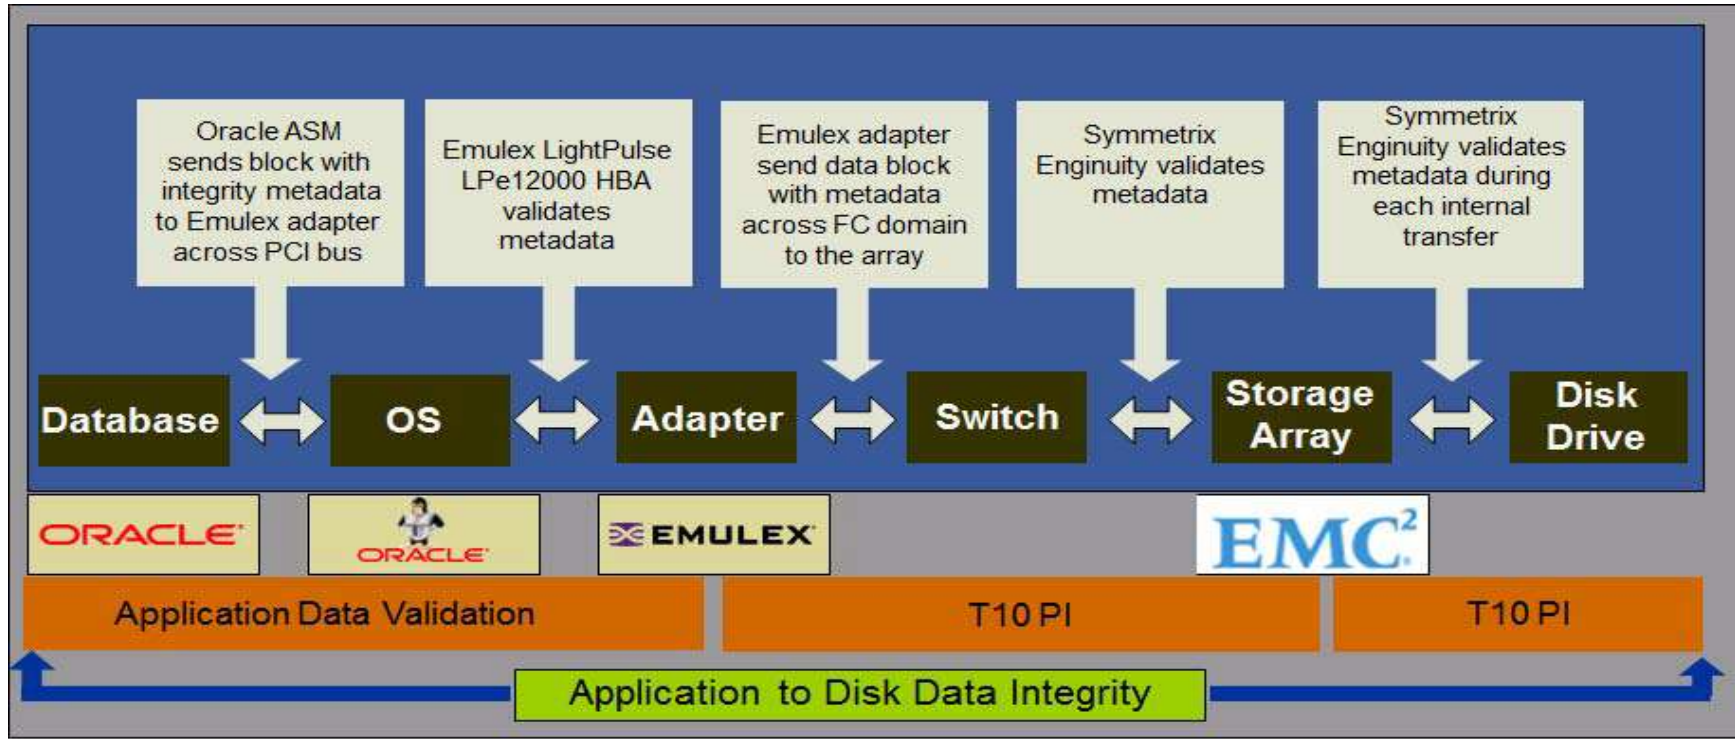 Oracle ASM
sends block with
integrity metadata
to Emulex adapter
across PCI bus
Emulex LightPulse
LPe12000 HBA
validates
metadata
Emulex adapter
send data block
with metadata
across FC domain
to the array
Symmetrix
Enginuity validates
metadata
Symmetrix
Enginuity validates
metadata during
each internal
transfer
Database
OS
Adapter
Switch
Storage
Array
Disk
Drive
ORACLE
ORACLE
EMULEX
EMC²
Application Data Validation
T10 PI
T10 PI
Application to Disk Data Integrity